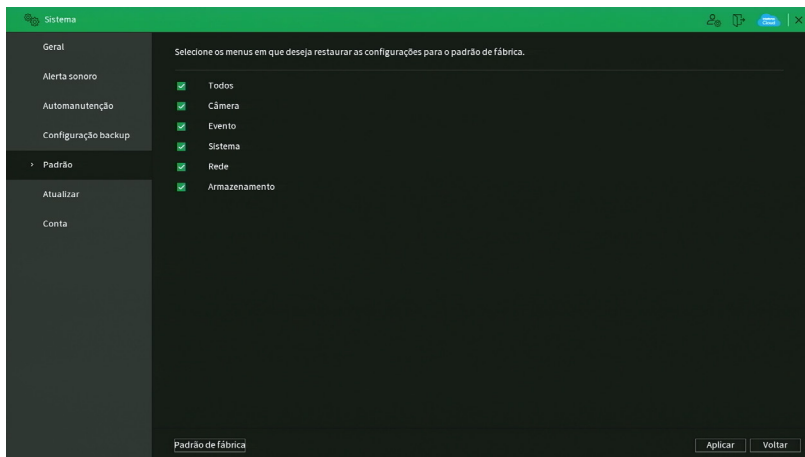 Sistema
Cloud
Geral
Alerta sonoro
Automanutenção
Configuração backup
Padrão
Atualizar
Conta
Selecione os menus em que deseja restaurar as configurações para o padrão de fábrica.
Todos
Câmera
Evento
Sistema
Rede
Armazenamento
Padrão de fábrica
Aplicar
Voltar